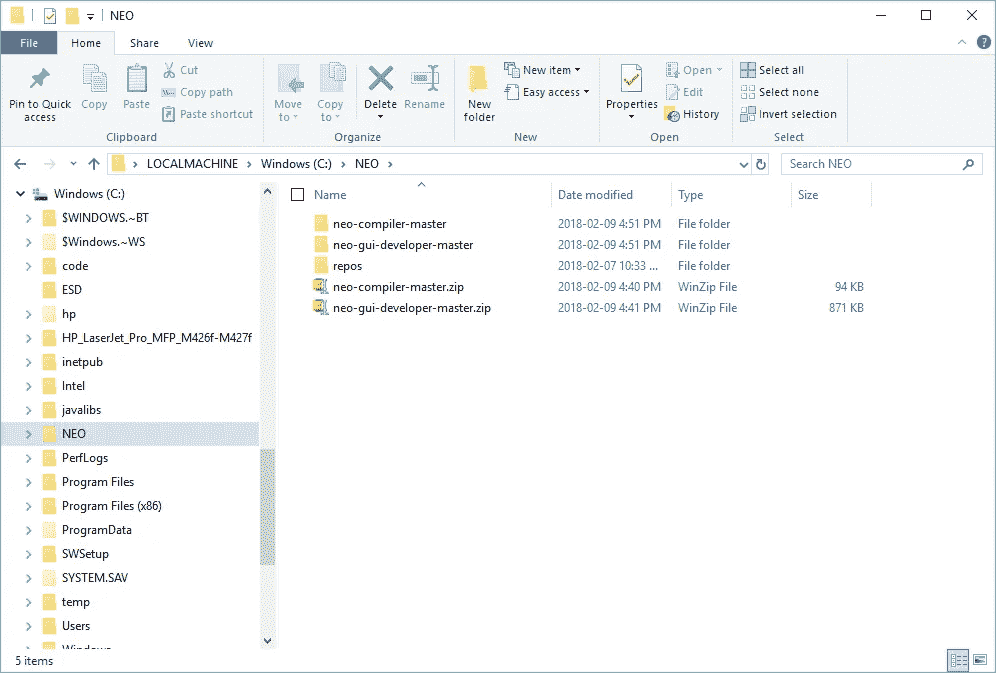 NEO
File Home Share View
Pin to Quick access
Copy
Paste
Cut
Copy path
Paste shortcut
Clipboard
Move to
Copy to
Delete
Rename
Organize
New folder
New item
Easy access
New
Properties
Open
Edit
History
Open
Select all
Select none
Invert selection
Select
LOCALMACHINE > Windows (C:) > NEO >
Search NEO
Windows (C:)
$WINDOWS.~BT
$Windows.~WS
code
ESD
hp
HP_LaserJet_Pro_MFP_M426f-M427f
inetpub
Intel
javalibs
NEO
PerfLogs
Program Files
Program Files (x86)
ProgramData
SWSetup
SYSTEM.SAV
temp
Users
Windows
Name Date modified Type Size
neo-compiler-master 2018-02-09 4:51 PM File folder
neo-gui-developer-master 2018-02-09 4:51 PM File folder
repos 2018-02-07 10:33 ... File folder
neo-compiler-master.zip 2018-02-09 4:40 PM WinZip File 94 KB
neo-gui-developer-master.zip 2018-02-09 4:41 PM WinZip File 871 KB
5 items